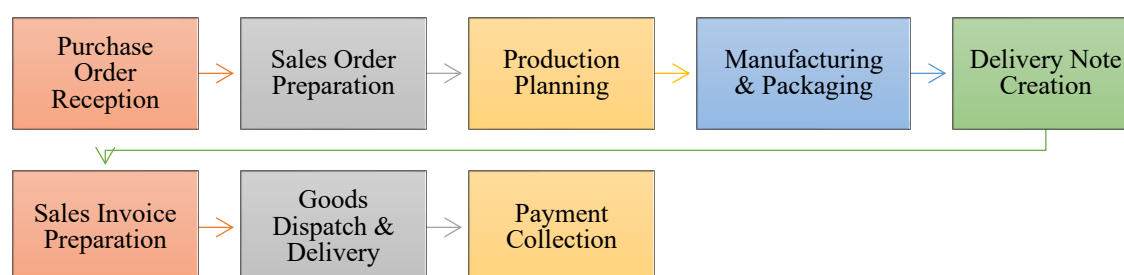 Purchase
Order
Reception
Sales Order
Preparation
Production
Planning
Manufacturing
& Packaging
Delivery Note
Creation
Sales Invoice
Preparation
Goods
Dispatch &
Delivery
Payment
Collection